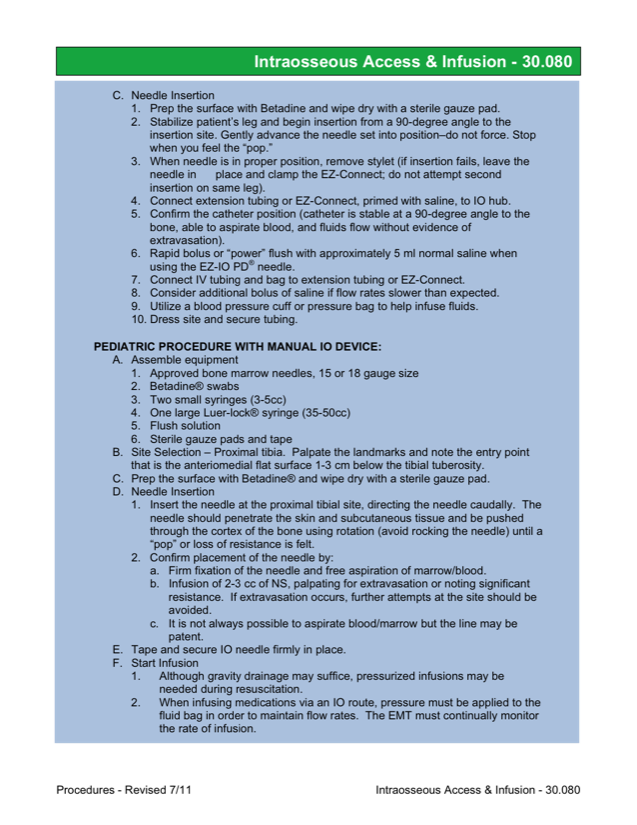 Intraosseous Access & Infusion - 30.080
C. Needle Insertion
1. Prep the surface with Betadine and wipe dry with a sterile gauze pad.
2. Stabilize patient's leg and begin insertion from a 90-degree angle to the
insertion site. Gently advance the needle set into position–do not force. Stop
when you feel the "pop."
3. When needle is in proper position, remove stylet (if insertion fails, leave the
needle in place and clamp the EZ-Connect; do not attempt second
insertion on same leg).
4. Connect extension tubing or EZ-Connect, primed with saline, to IO hub.
5. Confirm the catheter position (catheter is stable at a 90-degree angle to the
bone, able to aspirate blood, and fluids flow without evidence of
extravasation).
6. Rapid bolus or "power" flush with approximately 5 ml normal saline when
using the EZ-IO PD® needle.
7. Connect IV tubing and bag to extension tubing or EZ-Connect.
8. Consider additional bolus of saline if flow rates slower than expected.
9. Utilize a blood pressure cuff or pressure bag to help infuse fluids.
10. Dress site and secure tubing.
PEDIATRIC PROCEDURE WITH MANUAL IO DEVICE:
A. Assemble equipment
1. Approved bone marrow needles, 15 or 18 gauge size
2. Betadine® swabs
3. Two small syringes (3-5cc)
4. One large Luer-lock® syringe (35-50cc)
5. Flush solution
6. Sterile gauze pads and tape
B. Site Selection – Proximal tibia. Palpate the landmarks and note the entry point
that is the anteriomedial flat surface 1-3 cm below the tibial tuberosity.
C. Prep the surface with Betadine® and wipe dry with a sterile gauze pad.
D. Needle Insertion
1. Insert the needle at the proximal tibial site, directing the needle caudally. The
needle should penetrate the skin and subcutaneous tissue and be pushed
through the cortex of the bone using rotation (avoid rocking the needle) until a
"pop" or loss of resistance is felt.
2. Confirm placement of the needle by:
a. Firm fixation of the needle and free aspiration of marrow/blood.
b. Infusion of 2-3 cc of NS, palpating for extravasation or noting significant
resistance. If extravasation occurs, further attempts at the site should be
avoided.
c. It is not always possible to aspirate blood/marrow but the line may be
patent.
E. Tape and secure IO needle firmly in place.
F. Start Infusion
1. Although gravity drainage may suffice, pressurized infusions may be
needed during resuscitation.
2. When infusing medications via an IO route, pressure must be applied to the
fluid bag in order to maintain flow rates. The EMT must continually monitor
the rate of infusion.
Procedures - Revised 7/11 Intraosseous Access & Infusion - 30.080